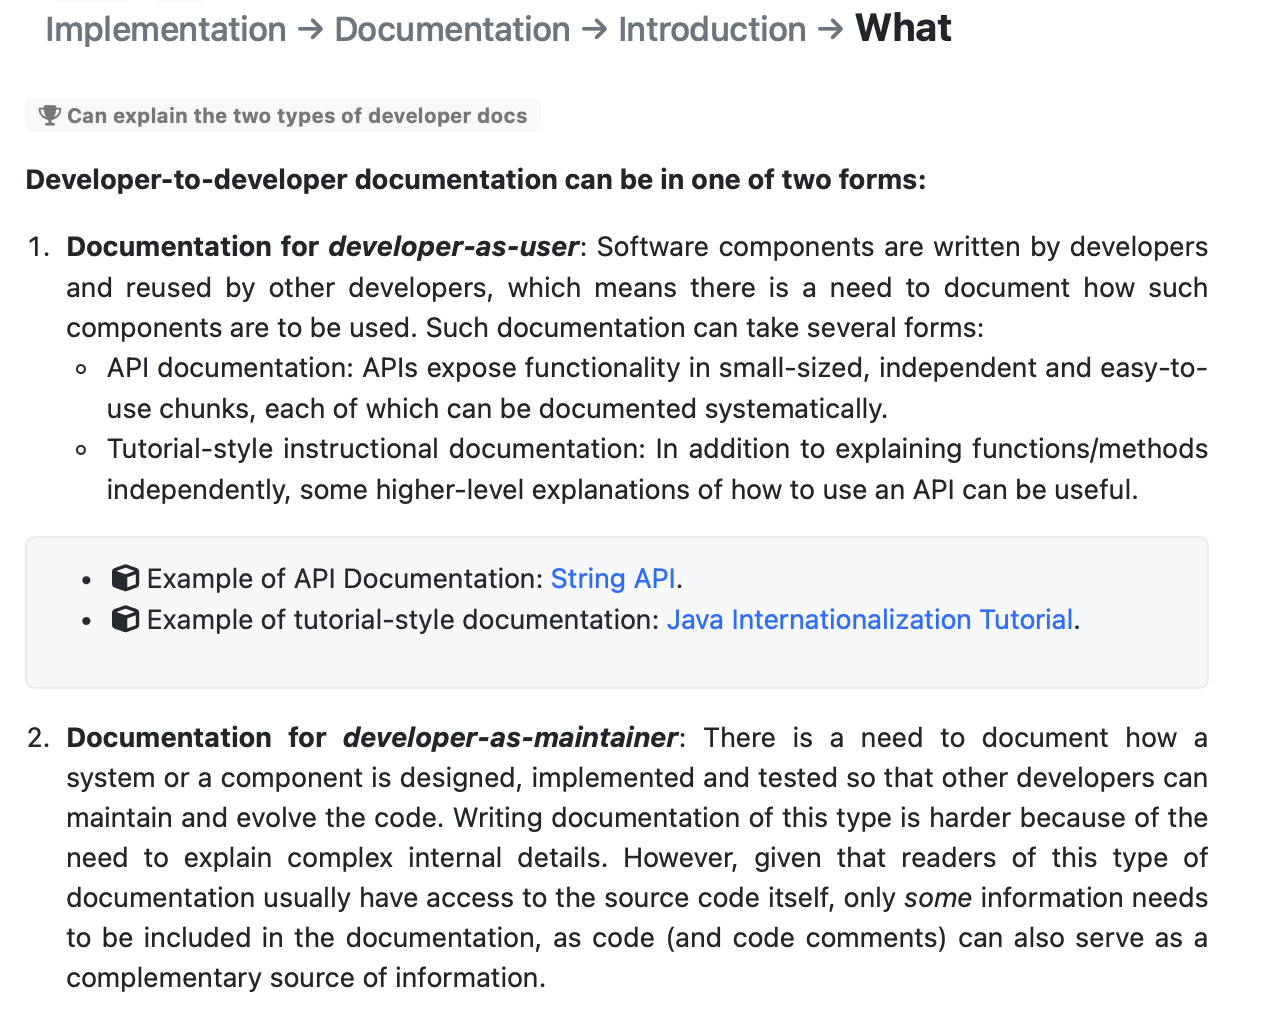 Implementation → Documentation → Introduction → What
Can explain the two types of developer docs
Developer-to-developer documentation can be in one of two forms:
1. Documentation for developer-as-user: Software components are written by developers
and reused by other developers, which means there is a need to document how such
components are to be used. Such documentation can take several forms:
◦ API documentation: APIs expose functionality in small-sized, independent and easy-to-
use chunks, each of which can be documented systematically.
◦ Tutorial-style instructional documentation: In addition to explaining functions/methods
independently, some higher-level explanations of how to use an API can be useful.
• Example of API Documentation: String API.
• Example of tutorial-style documentation: Java Internationalization Tutorial.
2. Documentation for developer-as-maintainer: There is a need to document how a
system or a component is designed, implemented and tested so that other developers can
maintain and evolve the code. Writing documentation of this type is harder because of the
need to explain complex internal details. However, given that readers of this type of
documentation usually have access to the source code itself, only some information needs
to be included in the documentation, as code (and code comments) can also serve as a
complementary source of information.